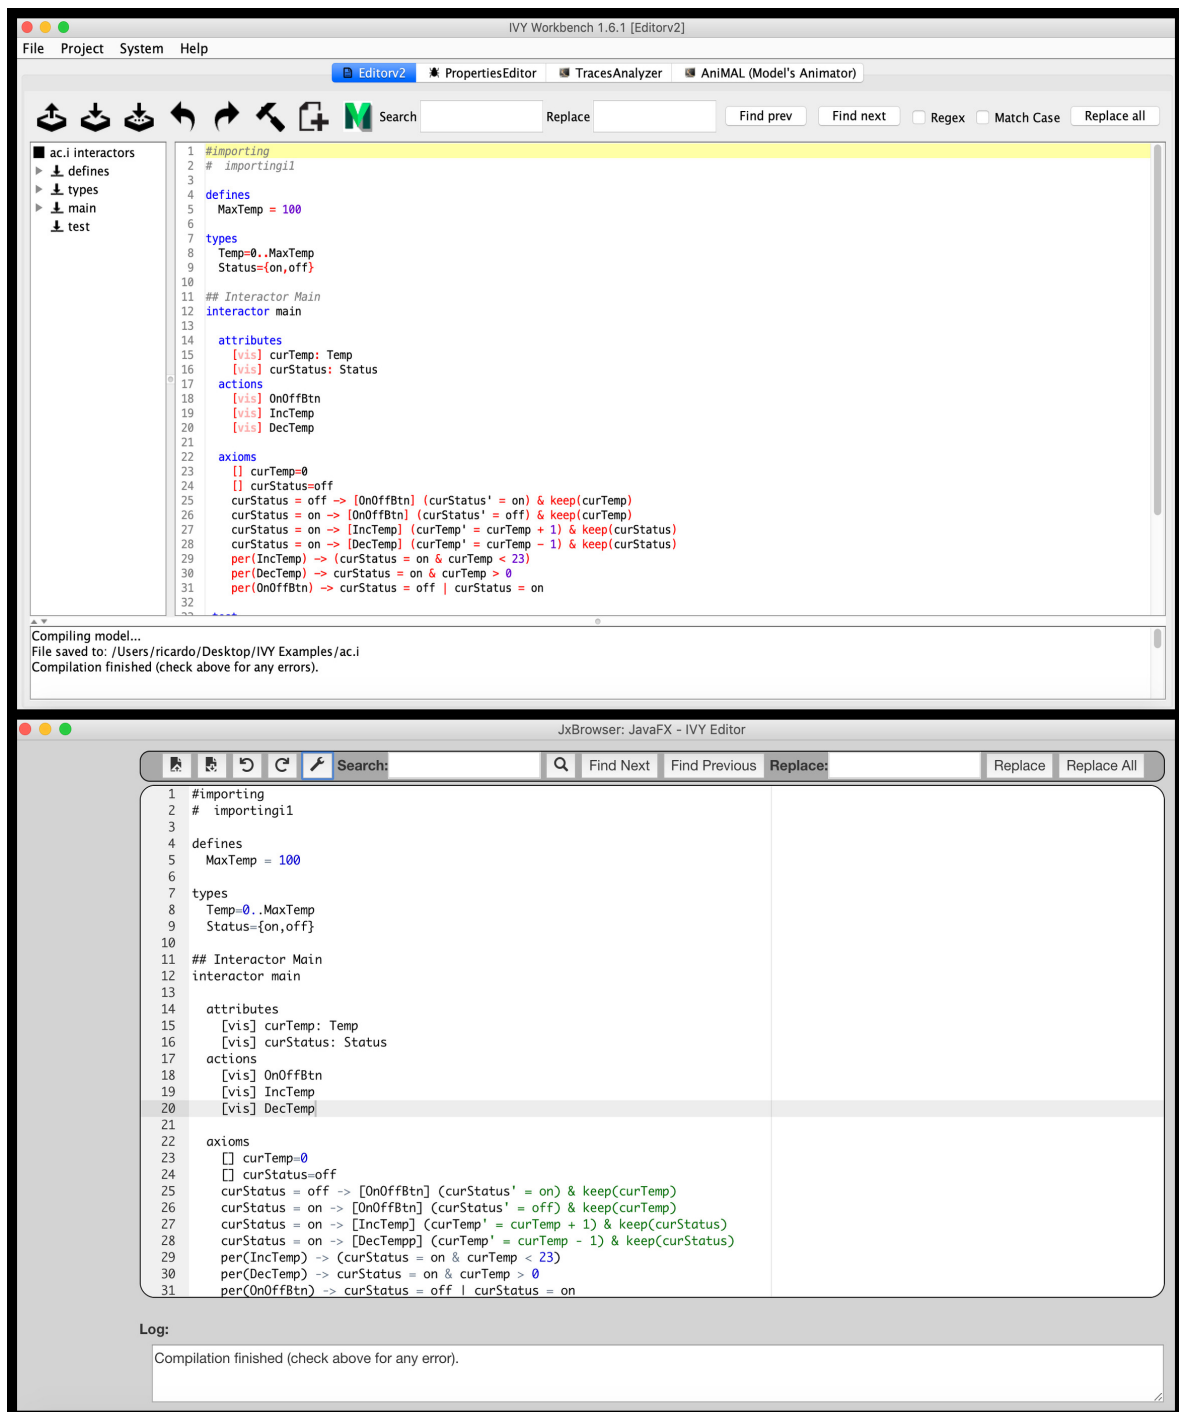 IVY Workbench 1.6.1 [Editorv2]
File Project System Help
Editorv2 PropertiesEditor TracesAnalyzer AniMAL (Model's Animator)
Search Replace Find prev Find next Regex Match Case Replace all
ac.i interactors
defines
types
main
test
1 #importing
2 #  importingi1
3
4 defines
5   MaxTemp = 100
6
7 types
8   Temp=0..MaxTemp
9   Status={on,off}
10
11 ## Interactor Main
12 interactor main
13
14   attributes
15     [vis] curTemp: Temp
16     [vis] curStatus: Status
17   actions
18     [vis] OnOffBtn
19     [vis] IncTemp
20     [vis] DecTemp
21
22   axioms
23     [] curTemp=0
24     [] curStatus=off
25     curStatus = off -> [OnOffBtn] (curStatus' = on) & keep(curTemp)
26     curStatus = on -> [OnOffBtn] (curStatus' = off) & keep(curTemp)
27     curStatus = on -> [IncTemp] (curTemp' = curTemp + 1) & keep(curStatus)
28     curStatus = on -> [DecTemp] (curTemp' = curTemp - 1) & keep(curStatus)
29     per(IncTemp) -> (curStatus = on & curTemp < 23)
30     per(DecTemp) -> curStatus = on & curTemp > 0
31     per(OnOffBtn) -> curStatus = off | curStatus = on
32
Compiling model...
File saved to: /Users/ricardo/Desktop/IVY Examples/ac.i
Compilation finished (check above for any errors).
JxBrowser: JavaFX - IVY Editor
Search: Find Next Find Previous Replace: Replace Replace All
1 #importing
2 #  importingi1
3
4 defines
5   MaxTemp = 100
6
7 types
8   Temp=0..MaxTemp
9   Status={on,off}
10
11 ## Interactor Main
12 interactor main
13
14   attributes
15     [vis] curTemp: Temp
16     [vis] curStatus: Status
17   actions
18     [vis] OnOffBtn
19     [vis] IncTemp
20     [vis] DecTemp
21
22   axioms
23     [] curTemp=0
24     [] curStatus=off
25     curStatus = off -> [OnOffBtn] (curStatus' = on) & keep(curTemp)
26     curStatus = on -> [OnOffBtn] (curStatus' = off) & keep(curTemp)
27     curStatus = on -> [IncTemp] (curTemp' = curTemp + 1) & keep(curStatus)
28     curStatus = on -> [DecTempp] (curTemp' = curTemp - 1) & keep(curStatus)
29     per(IncTemp) -> (curStatus = on & curTemp < 23)
30     per(DecTemp) -> curStatus = on & curTemp > 0
31     per(OnOffBtn) -> curStatus = off | curStatus = on
Log:
Compilation finished (check above for any error).